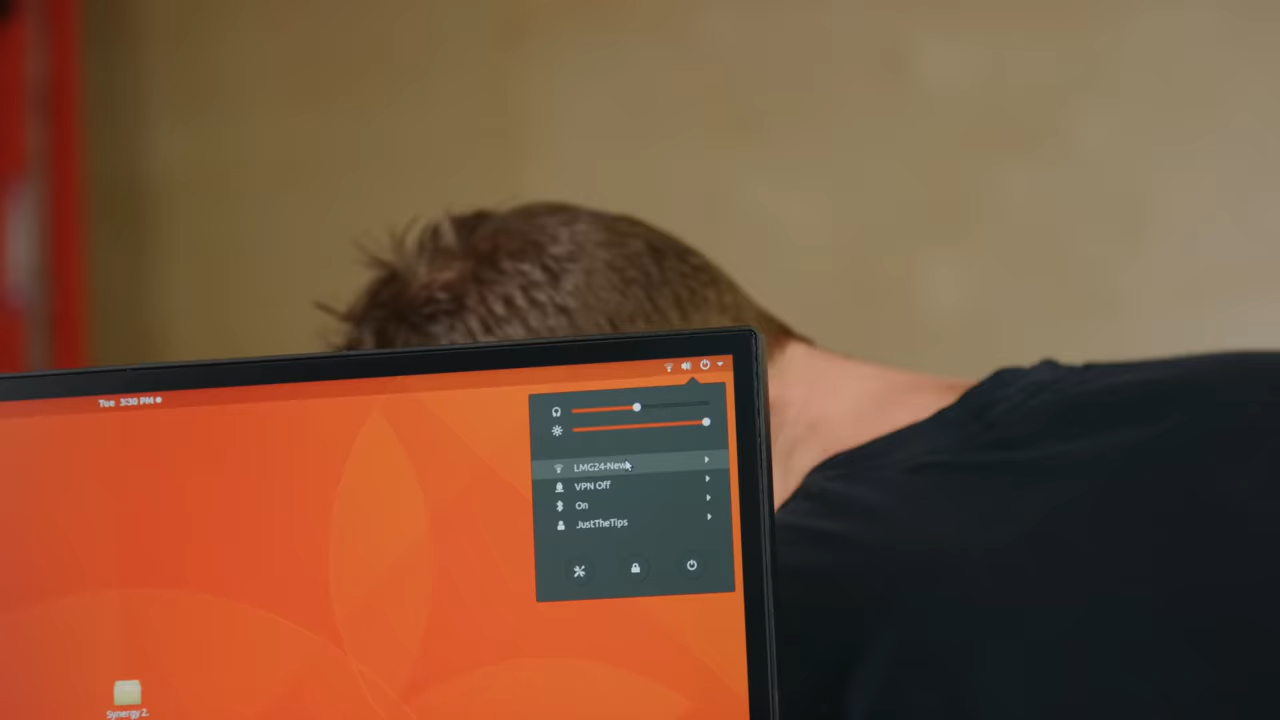 Tue 3:30 PM
LMG24-New
VPN Off
On
JustTheTips
Synergy 2.